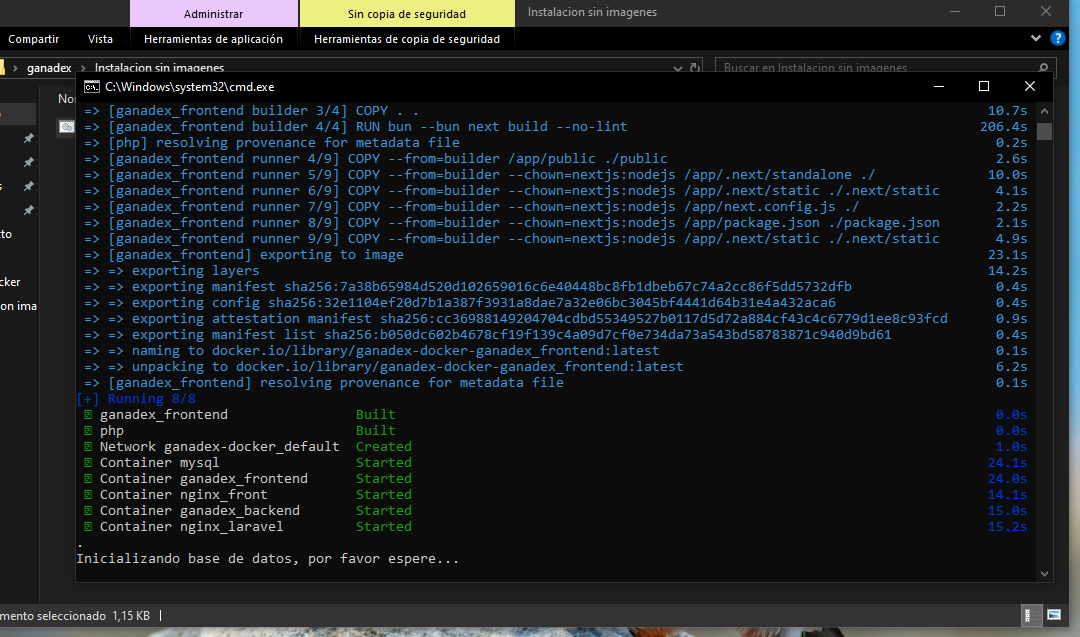 Administrar
Sin copia de seguridad
Instalacion sin imagenes
Compartir
Vista
Herramientas de aplicación
Herramientas de copia de seguridad
ganadex > Instalacion sin imagenes
Buscar en Instalacion sin imagenes
C:\Windows\system32\cmd.exe
=> [ganadex_frontend builder 3/4] COPY . . 10.7s
=> [ganadex_frontend builder 4/4] RUN bun --bun next build --no-lint 206.4s
=> [php] resolving provenance for metadata file 0.2s
=> [ganadex_frontend runner 4/9] COPY --from=builder /app/public ./public 2.6s
=> [ganadex_frontend runner 5/9] COPY --from=builder --chown=nextjs:nodejs /app/.next/standalone ./ 10.0s
=> [ganadex_frontend runner 6/9] COPY --from=builder --chown=nextjs:nodejs /app/.next/static ./.next/static 4.1s
=> [ganadex_frontend runner 7/9] COPY --from=builder --chown=nextjs:nodejs /app/next.config.js ./ 2.2s
=> [ganadex_frontend runner 8/9] COPY --from=builder --chown=nextjs:nodejs /app/package.json ./package.json 2.1s
=> [ganadex_frontend runner 9/9] COPY --from=builder --chown=nextjs:nodejs /app/.next/static ./.next/static 4.9s
=> [ganadex_frontend] exporting to image 23.1s
=> => exporting layers 14.2s
=> => exporting manifest sha256:7a38b65984d520d102659016c6e40448bc8fb1dbeb67c74a2cc86f5dd5732dfb 0.4s
=> => exporting config sha256:32e1104ef20d7b1a387f3931a8dae7a32e06bc3045bf4441d64b31e4a432aca6 0.4s
=> => exporting attestation manifest sha256:cc36988149204704cdbd55349527b0117d5d72a884cf43c4c6779d1ee8c93fcd 0.9s
=> => exporting manifest list sha256:b050dc602b4678cf19f139c4a09d7cf0e734da73a543bd58783871c940d9bd61 0.4s
=> => naming to docker.io/library/ganadex-docker-ganadex_frontend:latest 0.1s
=> => unpacking to docker.io/library/ganadex-docker-ganadex_frontend:latest 6.2s
=> [ganadex_frontend] resolving provenance for metadata file 0.1s
[+] Running 8/8
ganadex_frontend Built 0.0s
php Built 0.0s
Network ganadex-docker_default Created 1.0s
Container mysql Started 24.1s
Container ganadex_frontend Started 24.0s
Container nginx_front Started 14.1s
Container ganadex_backend Started 15.0s
Container nginx_laravel Started 15.2s
.
Inicializando base de datos, por favor espere...
No
to
cker
on ima
mento seleccionado 1,15 KB